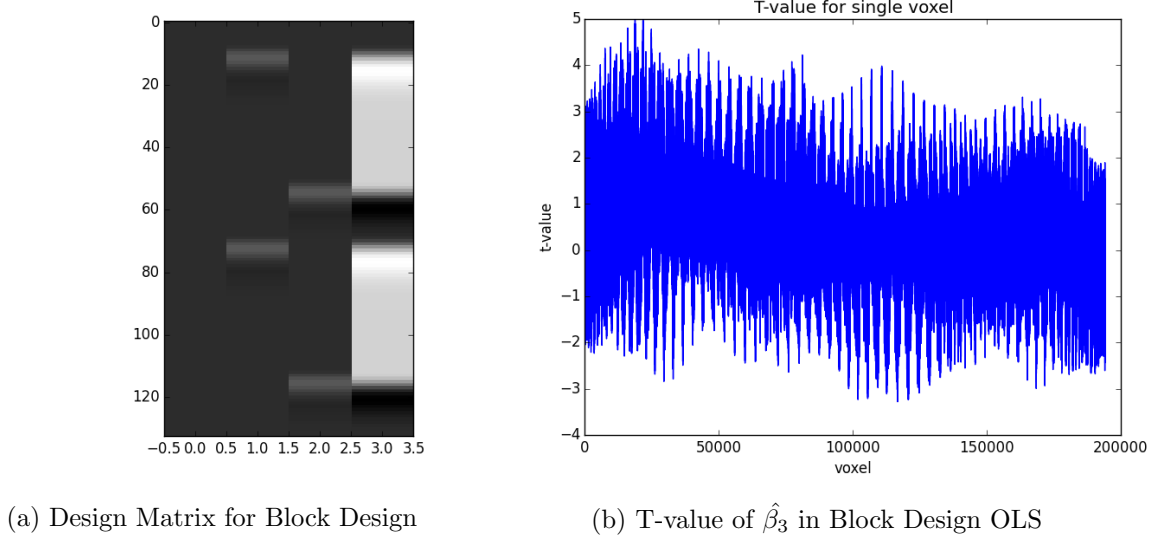 0
20
40
60
80
100
120
−0.5 0.0 0.5 1.0 1.5 2.0 2.5 3.0 3.5
T-value for single voxel
5
4
3
2
1
0
−1
−2
−3
−4
t-value
0 50000 100000 150000 200000
voxel
(a) Design Matrix for Block Design
(b) T-value of β̂₃ in Block Design OLS